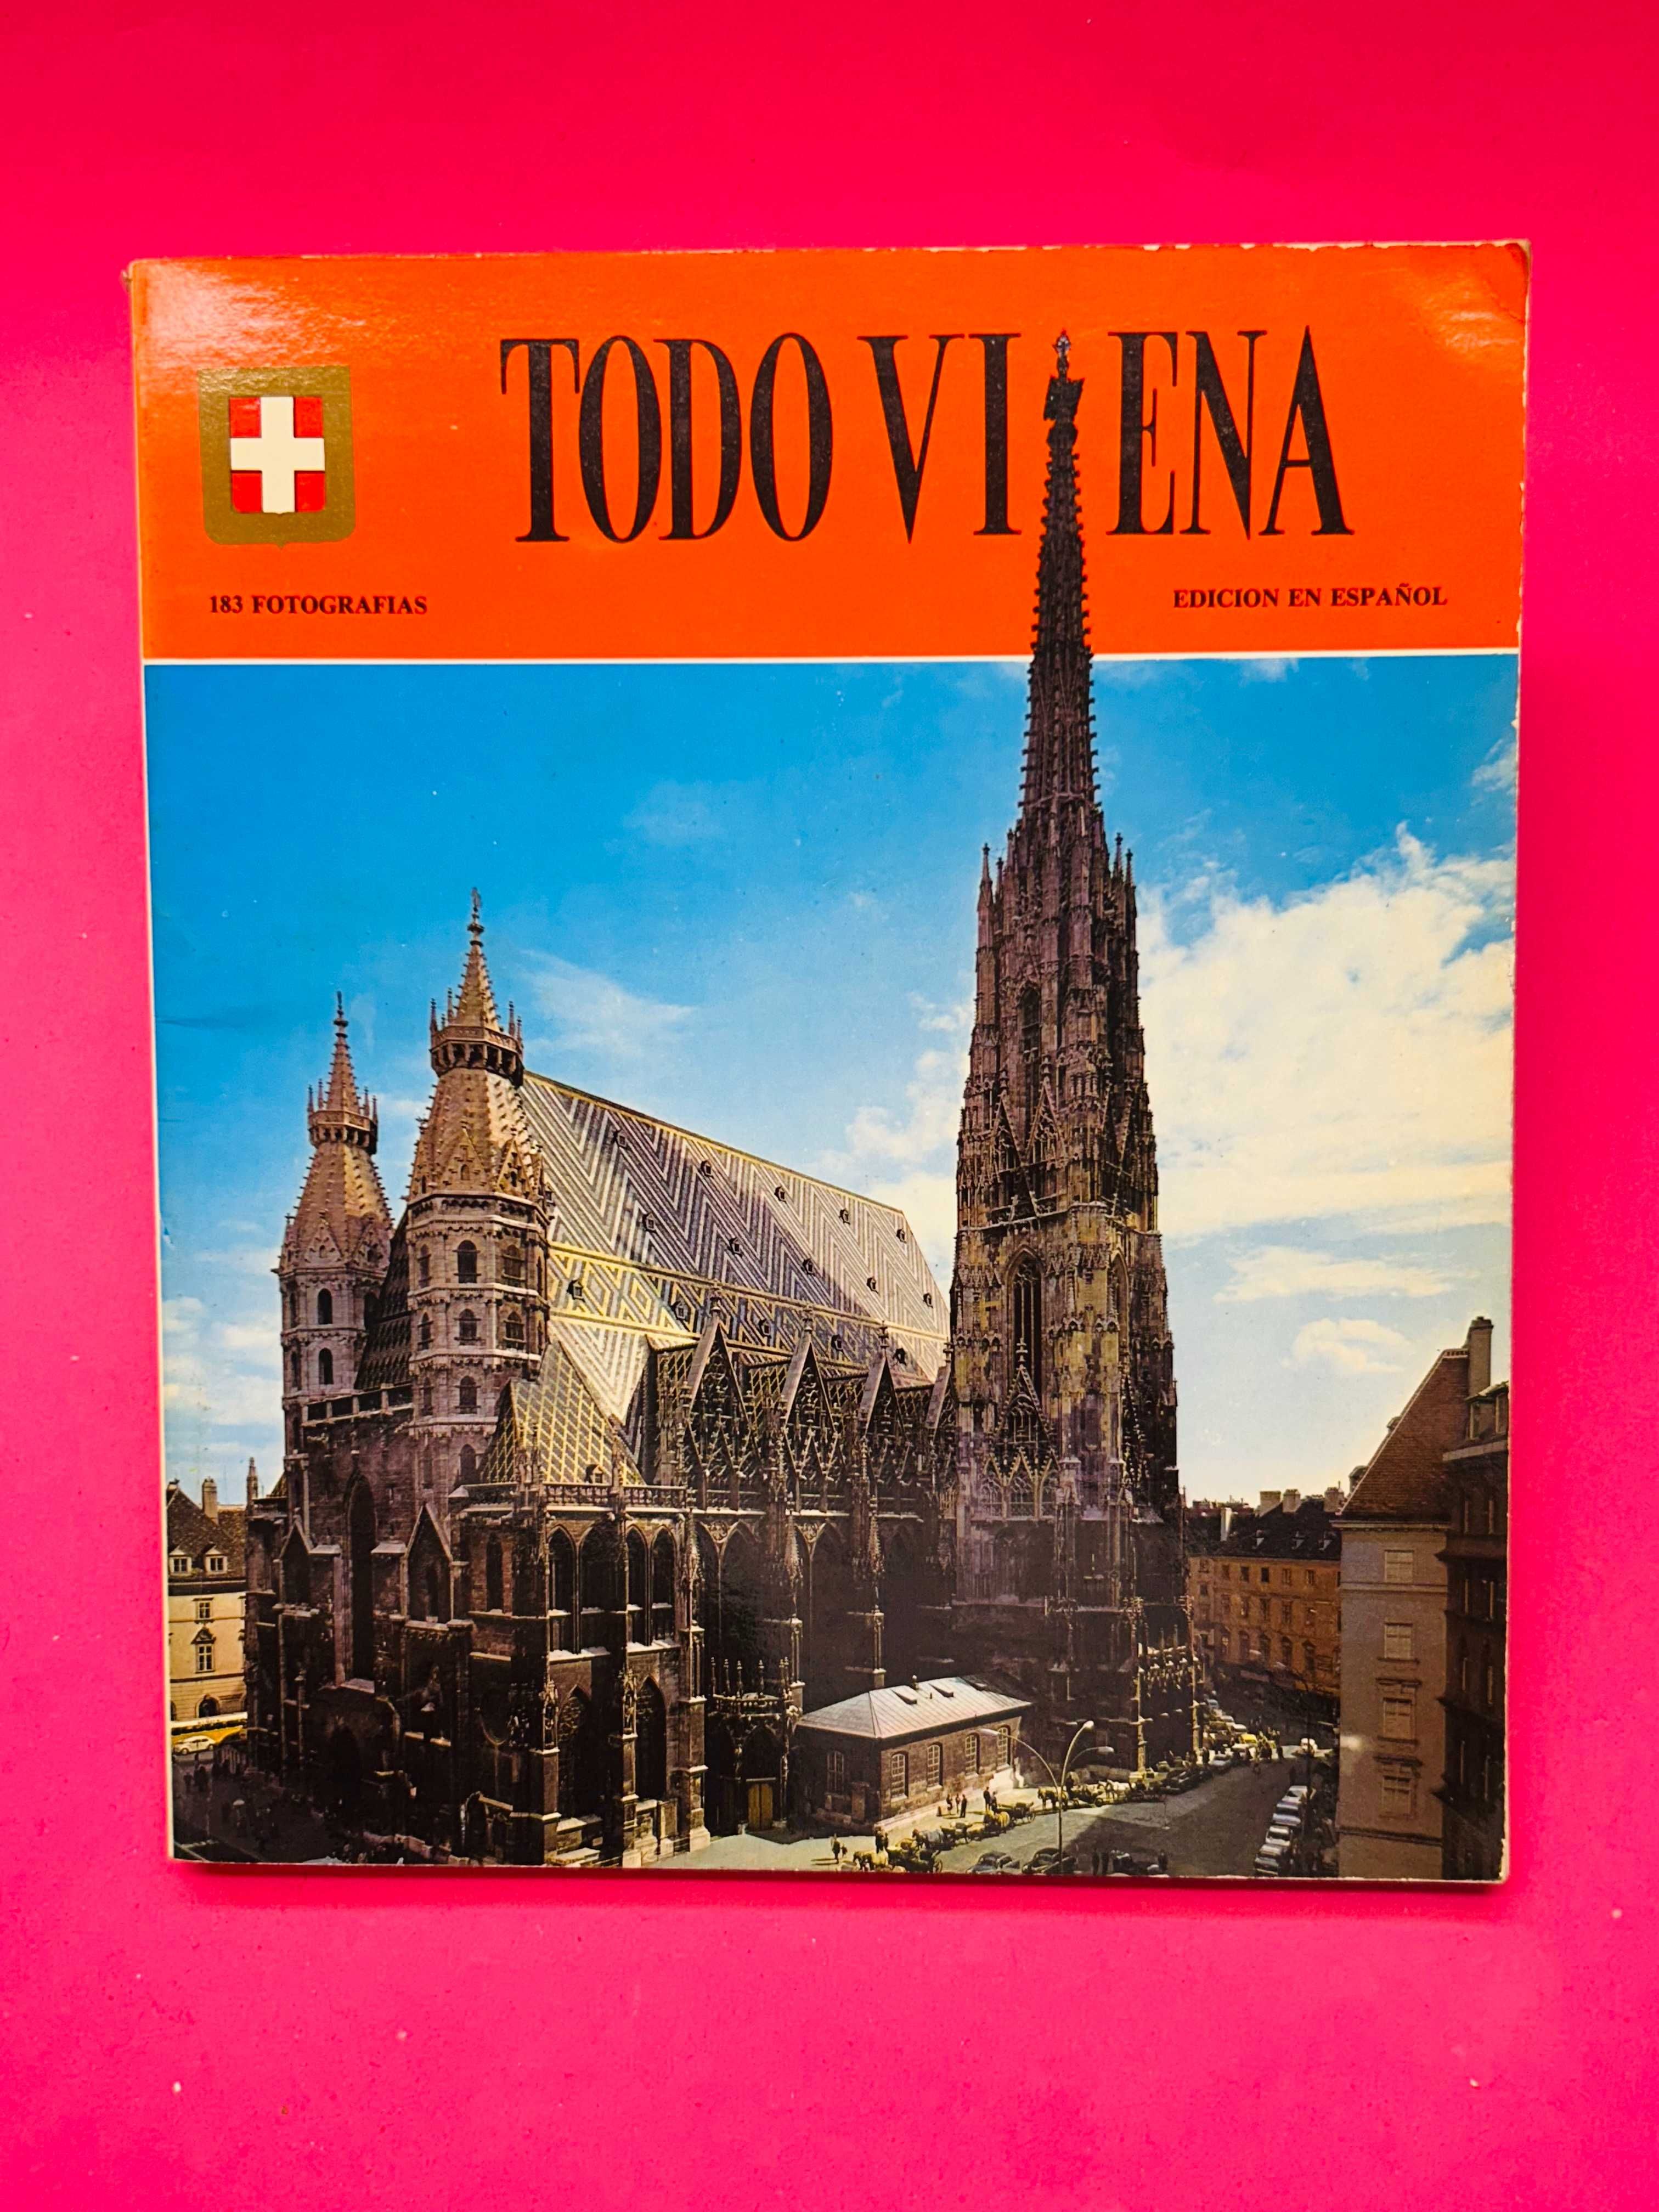 TODO VIENA
183 FOTOGRAFIAS
EDICION EN ESPAÑOL